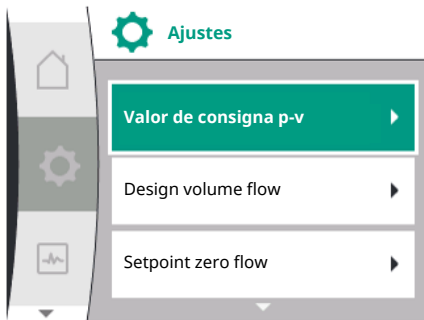 Ajustes
Valor de consigna p-v
Design volume flow
Setpoint zero flow